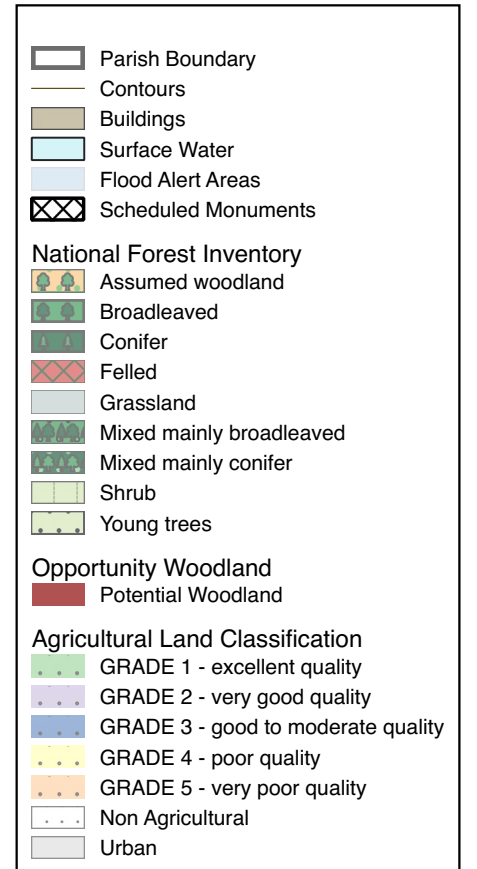 Parish Boundary
Contours
Buildings
Surface Water
Flood Alert Areas
Scheduled Monuments
National Forest Inventory
Assumed woodland
Broadleaved
Conifer
Felled
Grassland
Mixed mainly broadleaved
Mixed mainly conifer
Shrub
Young trees
Opportunity Woodland
Potential Woodland
Agricultural Land Classification
GRADE 1 - excellent quality
GRADE 2 - very good quality
GRADE 3 - good to moderate quality
GRADE 4 - poor quality
GRADE 5 - very poor quality
Non Agricultural
Urban